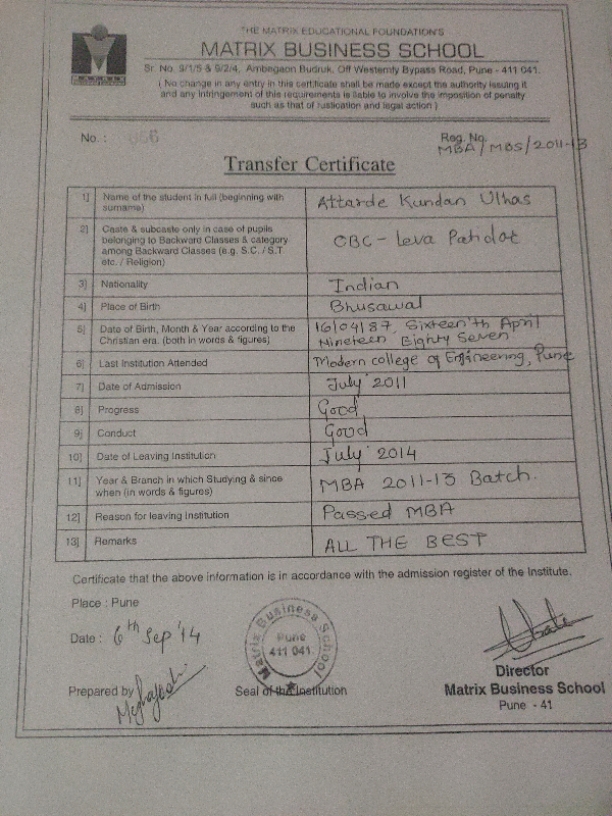 THE MATRIX EDUCATIONAL FOUNDATION'S
MATRIX BUSINESS SCHOOL
Sr. No. 9/1/5 & 9/2/4, Ambegaon Budruk, Off Westernly Bypass Road, Pune - 411 041.
( No change in any entry in this certificate shall be made except the authority issuing it
and any infringement of this requirements is liable to involve the imposition of penalty
such as that of rustication and legal action )
MATRIX
No. : 056
Reg. No.
MBA/MBS/2011-13
Transfer Certificate
1] Name of the student in full (beginning with surname) Attarde Kundan Ulhas
2] Caste & subcaste only in case of pupils
belonging to Backward Classes & category
among Backward Classes (e.g. S.C. / S.T
etc. / Religion)
OBC - Leva Patidar
3] Nationality Indian
4] Place of Birth Bhusawal
5] Date of Birth, Month & Year according to the
Christian era. (both in words & figures)
16/04/87, Sixteen'th April
Nineteen Eighty Seven
6] Last Institution Attended Modern college of Engineering, Pune
7] Date of Admission July 2011
8] Progress Good
9] Conduct Good
10] Date of Leaving Institution July 2014
11] Year & Branch in which Studying & since
when (in words & figures)
MBA 2011-13 Batch.
12] Reason for leaving Institution Passed MBA
13] Remarks ALL THE BEST
Certificate that the above information is in accordance with the admission register of the Institute.
Place : Pune
Date : 6th Sep '14
Matrix Business School
Pune
411 041.
Prepared by
Seal of the Institution
Director
Matrix Business School
Pune - 41